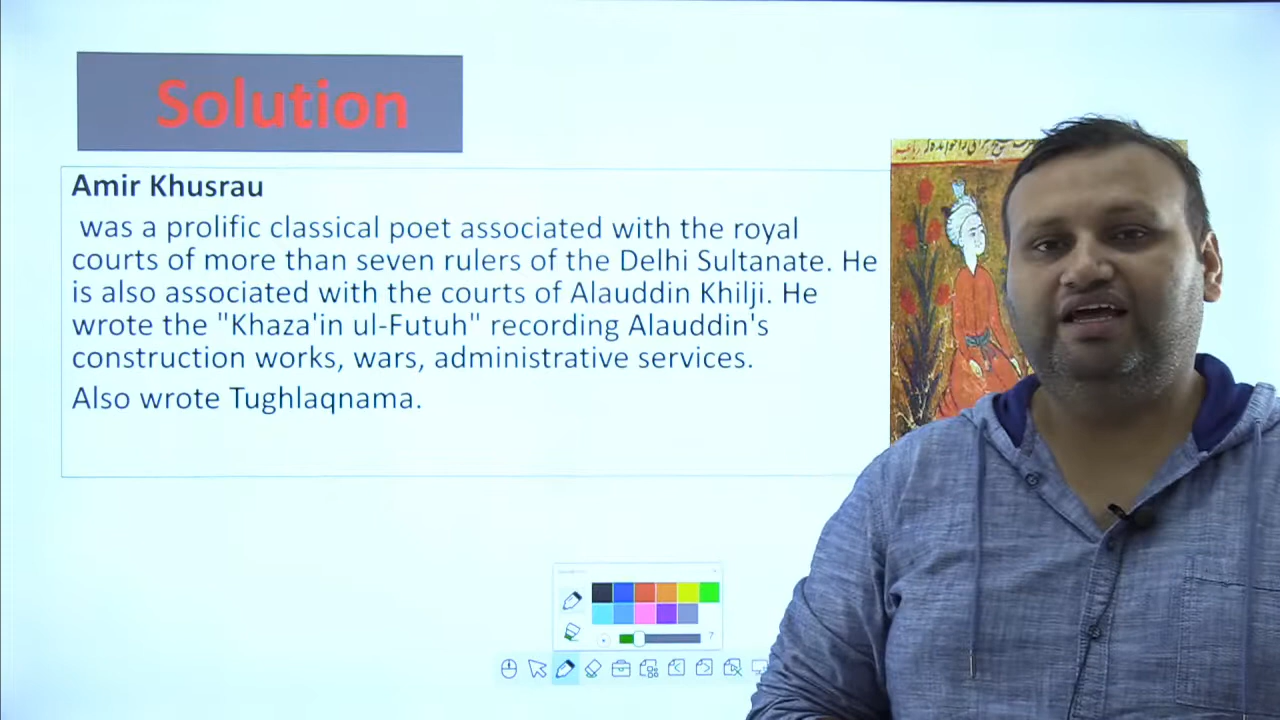 Solution
Amir Khusrau
was a prolific classical poet associated with the royal
courts of more than seven rulers of the Delhi Sultanate. He
is also associated with the courts of Alauddin Khilji. He
wrote the "Khaza'in ul-Futuh" recording Alauddin's
construction works, wars, administrative services.
Also wrote Tughlaqnama.
7